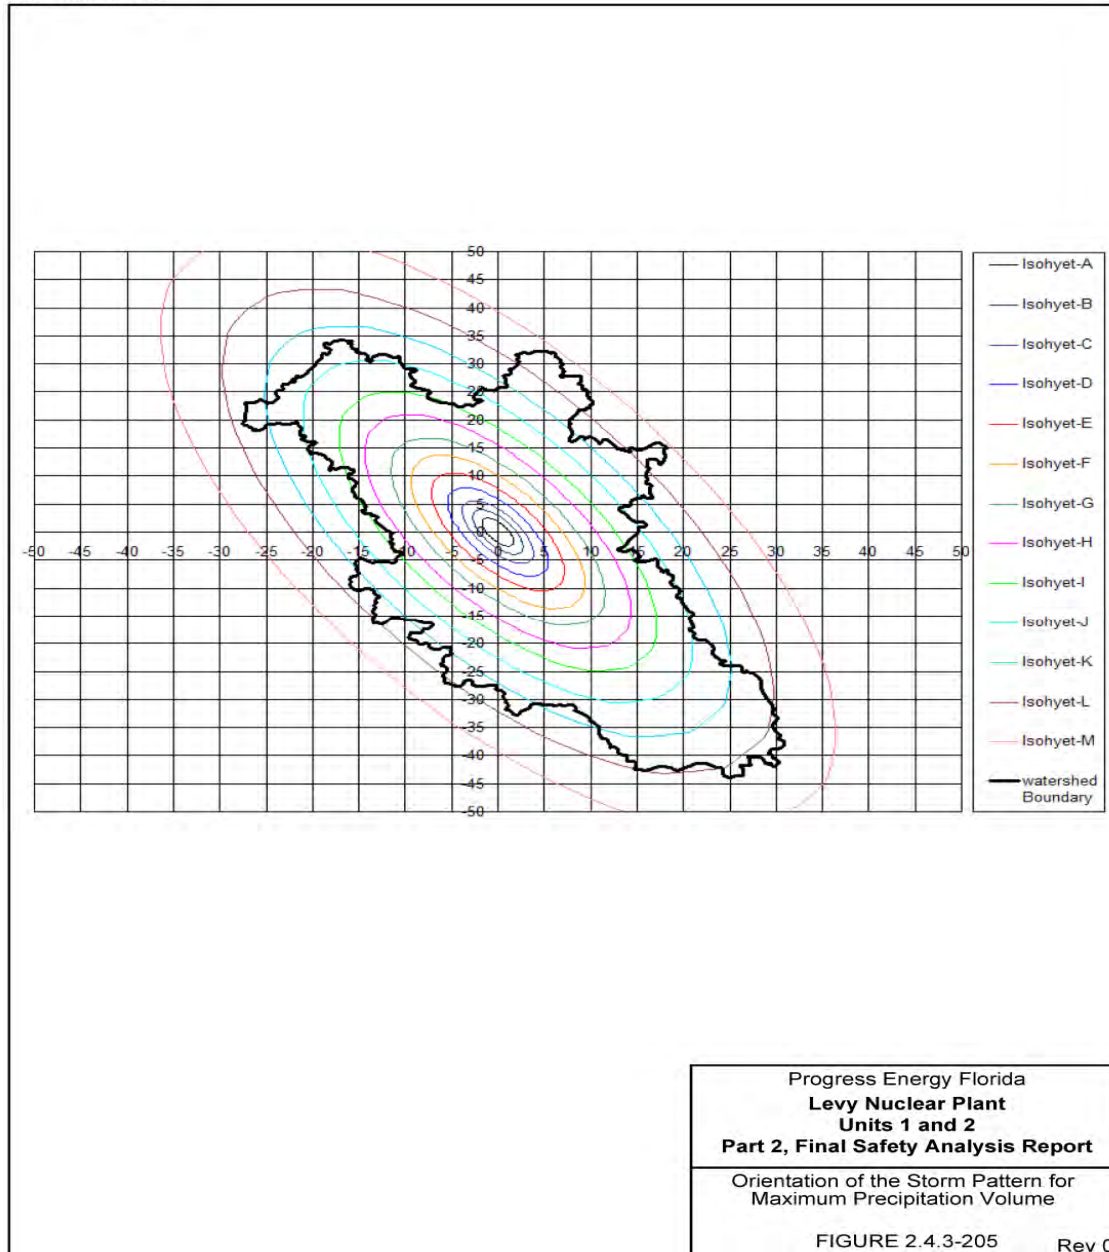 50
45
40
35
30
25
20
15
10
5
0
-50 -45 -40 -35 -30 -25 -20 -15 -10 -5 0 5 10 15 20 25 30 35 40 45 50
-5
-10
-15
-20
-25
-30
-35
-40
-45
-50
Isohyet-A
Isohyet-B
Isohyet-C
Isohyet-D
Isohyet-E
Isohyet-F
Isohyet-G
Isohyet-H
Isohyet-I
Isohyet-J
Isohyet-K
Isohyet-L
Isohyet-M
watershed
Boundary
Progress Energy Florida
Levy Nuclear Plant
Units 1 and 2
Part 2, Final Safety Analysis Report
Orientation of the Storm Pattern for
Maximum Precipitation Volume
FIGURE 2.4.3-205 Rev 0